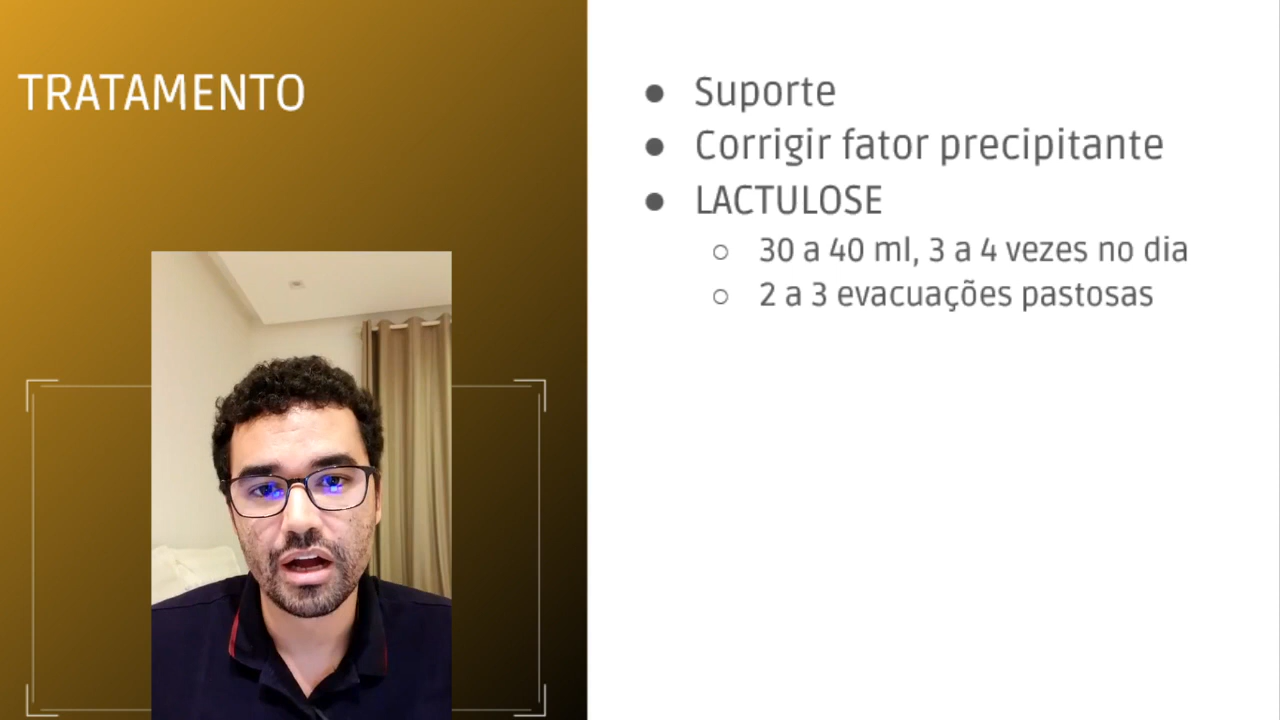 TRATAMENTO
● Suporte
● Corrigir fator precipitante
● LACTULOSE
○ 30 a 40 ml, 3 a 4 vezes no dia
○ 2 a 3 evacuações pastosas